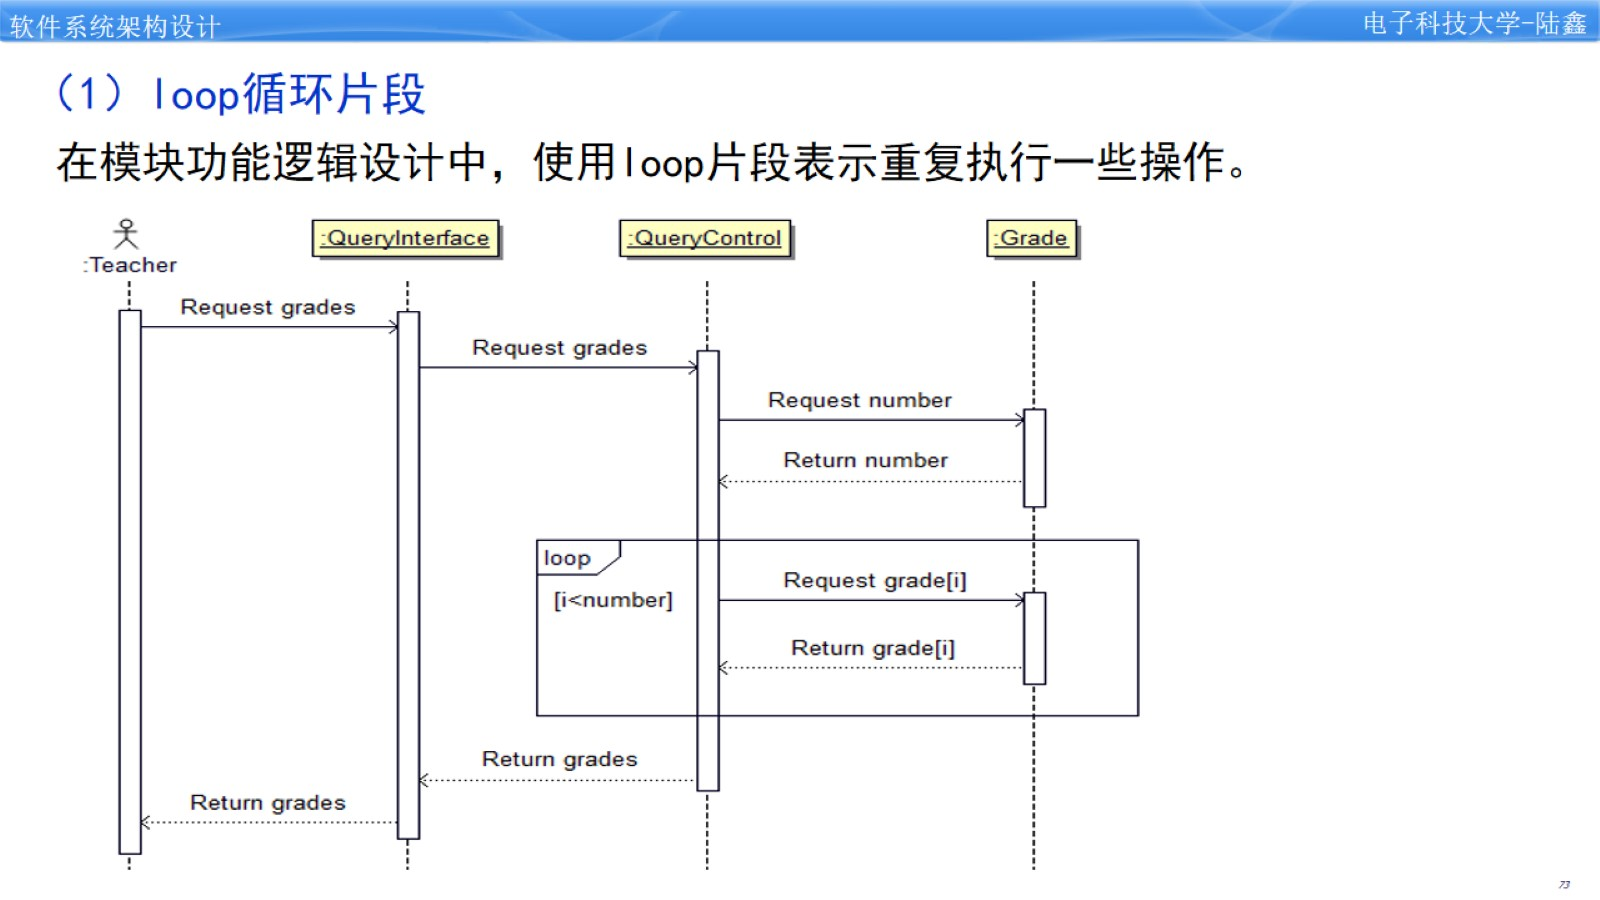 软件系统架构设计
电子科技大学-陆鑫
（1）loop循环片段
在模块功能逻辑设计中，使用loop片段表示重复执行一些操作。
:Teacher
:QueryInterface
:QueryControl
:Grade
Request grades
Request grades
Request number
Return number
loop
[i<number]
Request grade[i]
Return grade[i]
Return grades
Return grades
73